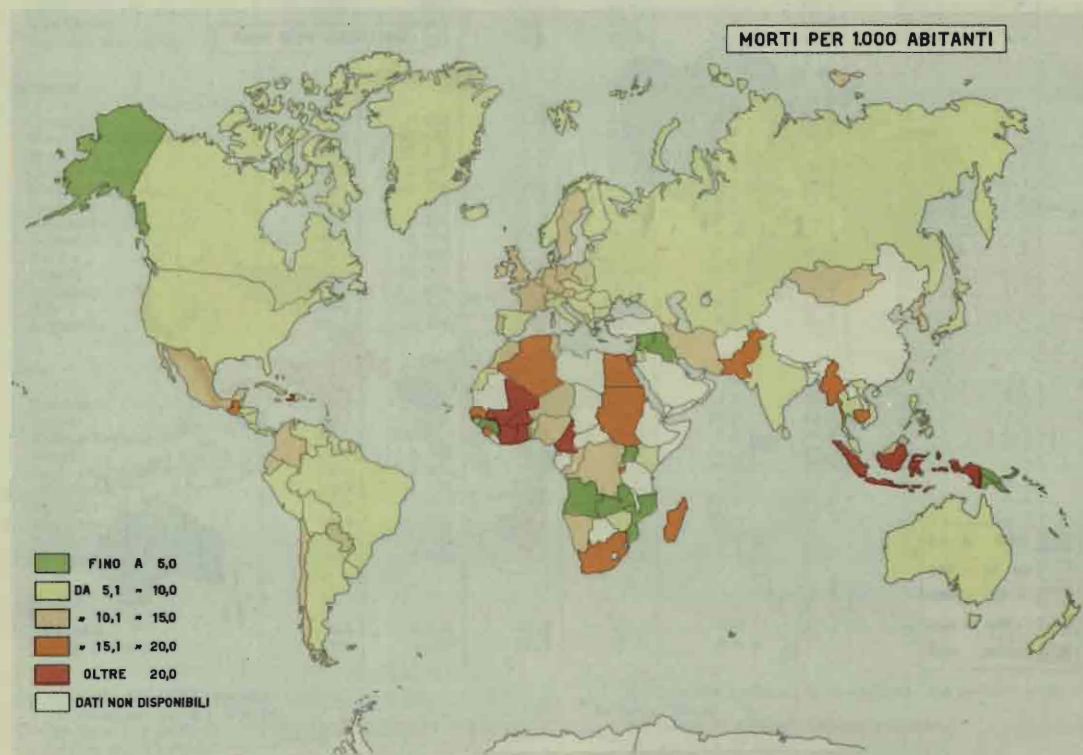 MORTI PER 1.000 ABITANTI
FINO A 5,0
DA 5,1 " 10,0
" 10,1 " 15,0
" 15,1 " 20,0
OLTRE 20,0
DATI NON DISPONIBILI